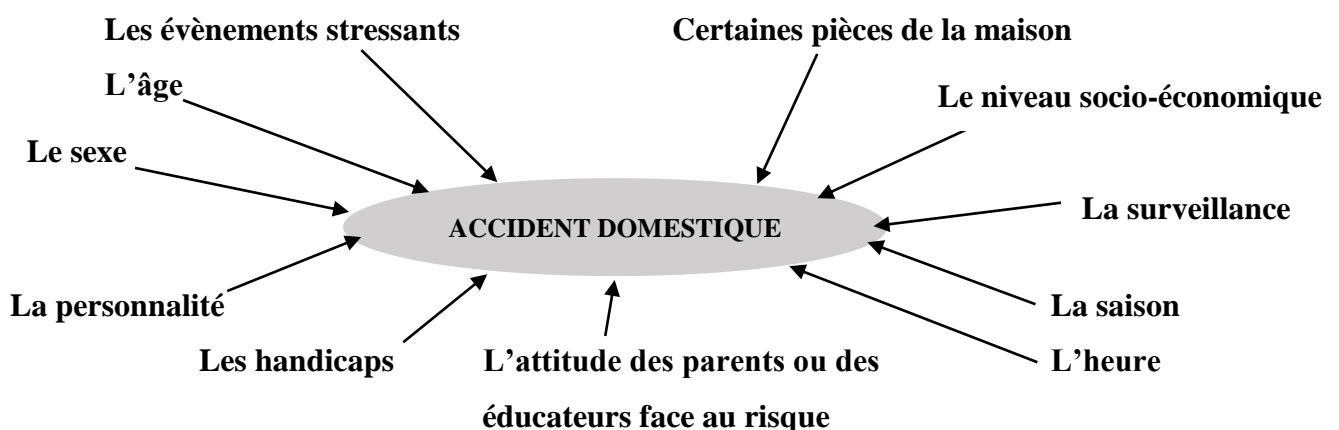 Les évènements stressants
Certaines pièces de la maison
L’âge
Le niveau socio-économique
Le sexe
La surveillance
ACCIDENT DOMESTIQUE
La personnalité
La saison
Les handicaps
L’attitude des parents ou des
éducateurs face au risque
L’heure